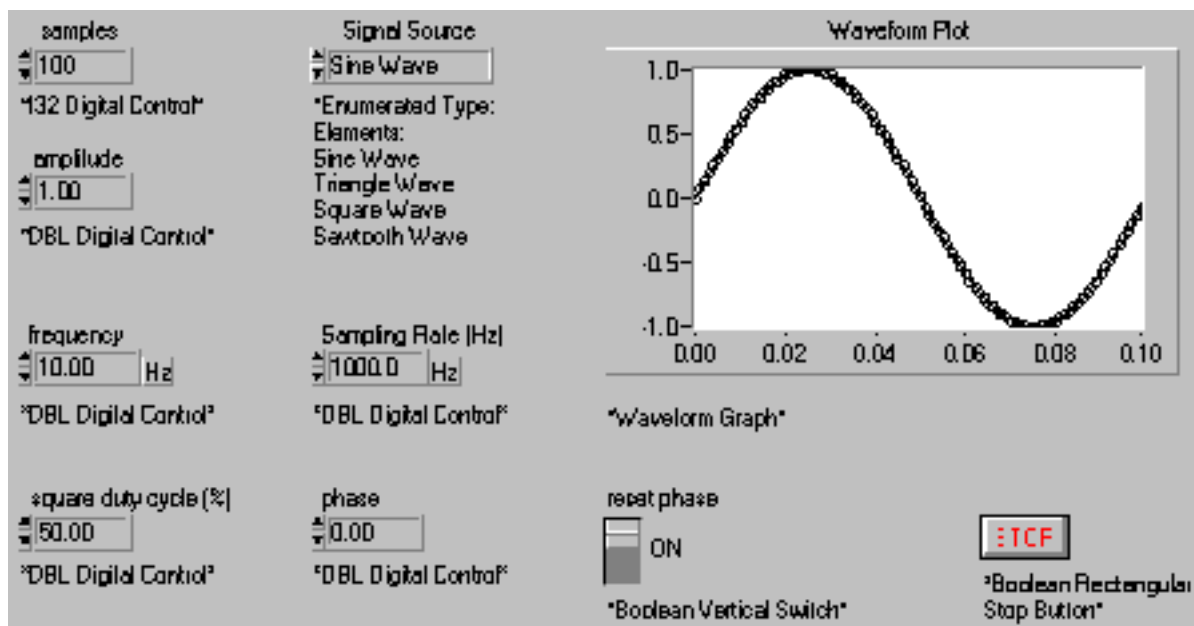 samples
100
"I32 Digital Control"
amplitude
1.00
"DBL Digital Control"
frequency
10.00 Hz
"DBL Digital Control"
square duty cycle (%)
50.00
"DBL Digital Control"
Signal Source
Sine Wave
"Enumerated Type:
Elements:
Sine Wave
Triangle Wave
Square Wave
Sawtooth Wave
Sampling Rate (Hz)
1000.0 Hz
"DBL Digital Control"
phase
0.00
"DBL Digital Control"
Waveform Plot
1.0
0.5
0.0
-0.5
-1.0
0.00 0.02 0.04 0.06 0.08 0.10
"Waveform Graph"
reset phase
ON
"Boolean Vertical Switch"
STOP
"Boolean Rectangular
Stop Button"